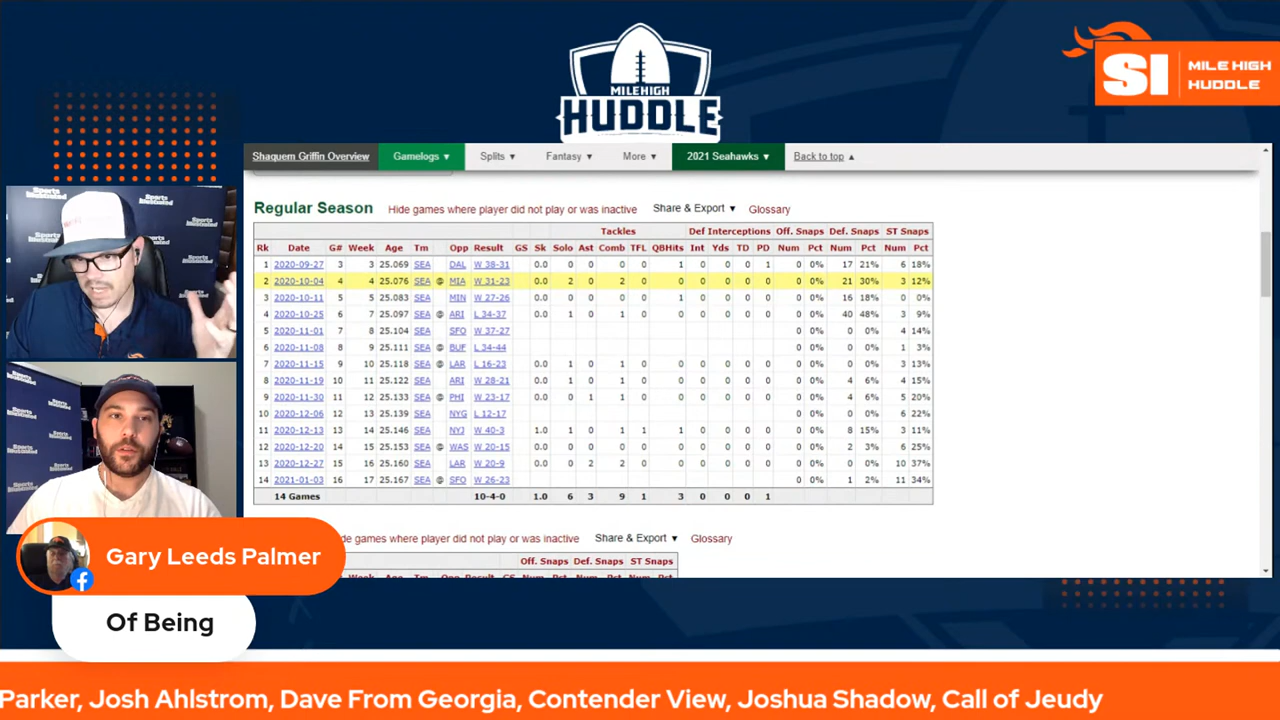 MILE HIGH
HUDDLE
SI MILE HIGH
HUDDLE
Shaquem Griffin Overview Gamelogs ▼ Splits ▼ Fantasy ▼ More ▼ 2021 Seahawks ▼ Back to top ▲
Regular Season Hide games where player did not play or was inactive Share & Export ▼ Glossary
Tackles Def Interceptions Off. Snaps Def. Snaps ST Snaps
Rk Date G# Week Age Tm Opp Result GS Sk Solo Ast Comb TFL QBHits Int Yds TD PD Num Pct Num Pct Num Pct
1 2020-09-27 3 3 25.069 SEA DAL W 38-31 0.0 0 0 0 0 1 0 0 0 1 0 0% 17 21% 6 18%
2 2020-10-04 4 4 25.076 SEA @ MIA W 31-23 0.0 2 0 2 0 0 0 0 0 0 0 0% 21 30% 3 12%
3 2020-10-11 5 5 25.083 SEA MIN W 27-26 0.0 0 0 0 0 1 0 0 0 0 0 0% 16 18% 0 0%
4 2020-10-25 6 7 25.097 SEA @ ARI L 34-37 0.0 1 0 1 0 0 0 0 0 0 0 0% 40 48% 3 9%
5 2020-11-01 7 8 25.104 SEA SFO W 37-27 0 0% 0 0% 4 14%
6 2020-11-08 8 9 25.111 SEA @ BUF L 34-44 0 0% 0 0% 1 3%
7 2020-11-15 9 10 25.118 SEA @ LAR L 16-23 0.0 1 0 1 0 0 0 0 0 0 0 0% 0 0% 3 13%
8 2020-11-19 10 11 25.122 SEA ARI W 28-21 0.0 1 0 1 0 0 0 0 0 0 0 0% 4 6% 4 15%
9 2020-11-30 11 12 25.133 SEA @ PHI W 23-17 0.0 0 1 1 0 0 0 0 0 0 0 0% 4 6% 5 20%
10 2020-12-06 12 13 25.139 SEA NYG L 12-17 0 0% 0 0% 6 22%
11 2020-12-13 13 14 25.146 SEA NYJ W 40-3 1.0 1 0 1 1 1 0 0 0 0 0 0% 8 15% 3 11%
12 2020-12-20 14 15 25.153 SEA @ WAS W 20-15 0.0 0 0 0 0 0 0 0 0 0 0 0% 2 3% 6 25%
13 2020-12-27 15 16 25.160 SEA LAR W 20-9 0.0 0 2 2 0 0 0 0 0 0 0 0% 0 0% 10 37%
14 2021-01-03 16 17 25.167 SEA @ SFO W 26-23 0 0% 1 2% 11 34%
14 Games 10-4-0 1.0 6 3 9 1 3 0 0 0 1
ide games where player did not play or was inactive Share & Export ▼ Glossary
Off. Snaps Def. Snaps ST Snaps
Gary Leeds Palmer
Of Being
Parker, Josh Ahlstrom, Dave From Georgia, Contender View, Joshua Shadow, Call of Jeudy